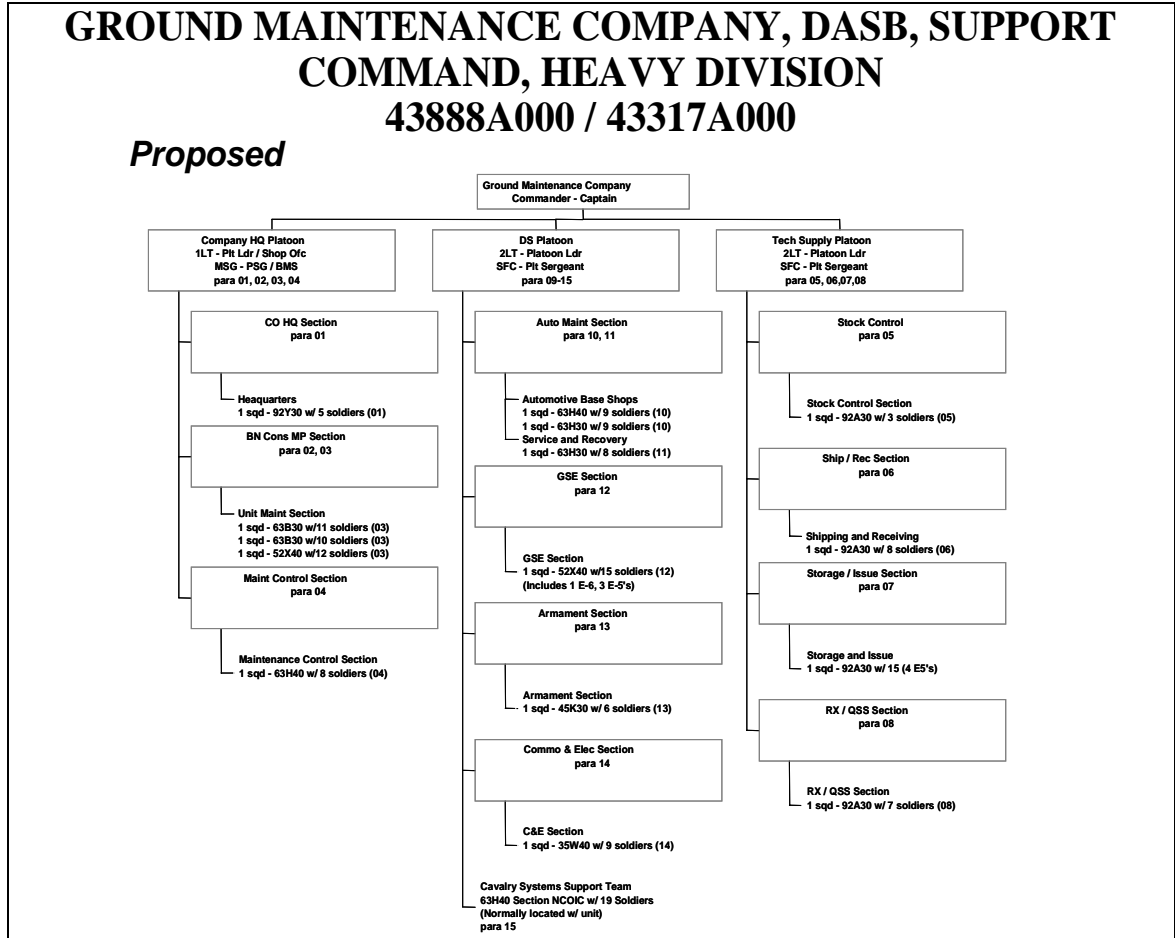 GROUND MAINTENANCE COMPANY, DASB, SUPPORT
COMMAND, HEAVY DIVISION
43888A000 / 43317A000
Proposed
Ground Maintenance Company
Commander - Captain
Company HQ Platoon
1LT - Plt Ldr / Shop Ofc
MSG - PSG / BMS
para 01, 02, 03, 04
CO HQ Section
para 01
Heaquarters
1 sqd - 92Y30 w/ 5 soldiers (01)
BN Cons MP Section
para 02, 03
Unit Maint Section
1 sqd - 63B30 w/11 soldiers (03)
1 sqd - 63B30 w/10 soldiers (03)
1 sqd - 52X40 w/12 soldiers (03)
Maint Control Section
para 04
Maintenance Control Section
1 sqd - 63H40 w/ 8 soldiers (04)
DS Platoon
2LT - Platoon Ldr
SFC - Plt Sergeant
para 09-15
Auto Maint Section
para 10, 11
Automotive Base Shops
1 sqd - 63H40 w/ 9 soldiers (10)
1 sqd - 63H30 w/ 9 soldiers (10)
Service and Recovery
1 sqd - 63H30 w/ 8 soldiers (11)
GSE Section
para 12
GSE Section
1 sqd - 52X40 w/15 soldiers (12)
(Includes 1 E-6, 3 E-5's)
Armament Section
para 13
Armament Section
1 sqd - 45K30 w/ 6 soldiers (13)
Commo & Elec Section
para 14
C&E Section
1 sqd - 35W40 w/ 9 soldiers (14)
Cavalry Systems Support Team
63H40 Section NCOIC w/ 19 Soldiers
(Normally located w/ unit)
para 15
Tech Supply Platoon
2LT - Platoon Ldr
SFC - Plt Sergeant
para 05, 06,07,08
Stock Control
para 05
Stock Control Section
1 sqd - 92A30 w/ 3 soldiers (05)
Ship / Rec Section
para 06
Shipping and Receiving
1 sqd - 92A30 w/ 8 soldiers (06)
Storage / Issue Section
para 07
Storage and Issue
1 sqd - 92A30 w/ 15 (4 E5's)
RX / QSS Section
para 08
RX / QSS Section
1 sqd - 92A30 w/ 7 soldiers (08)